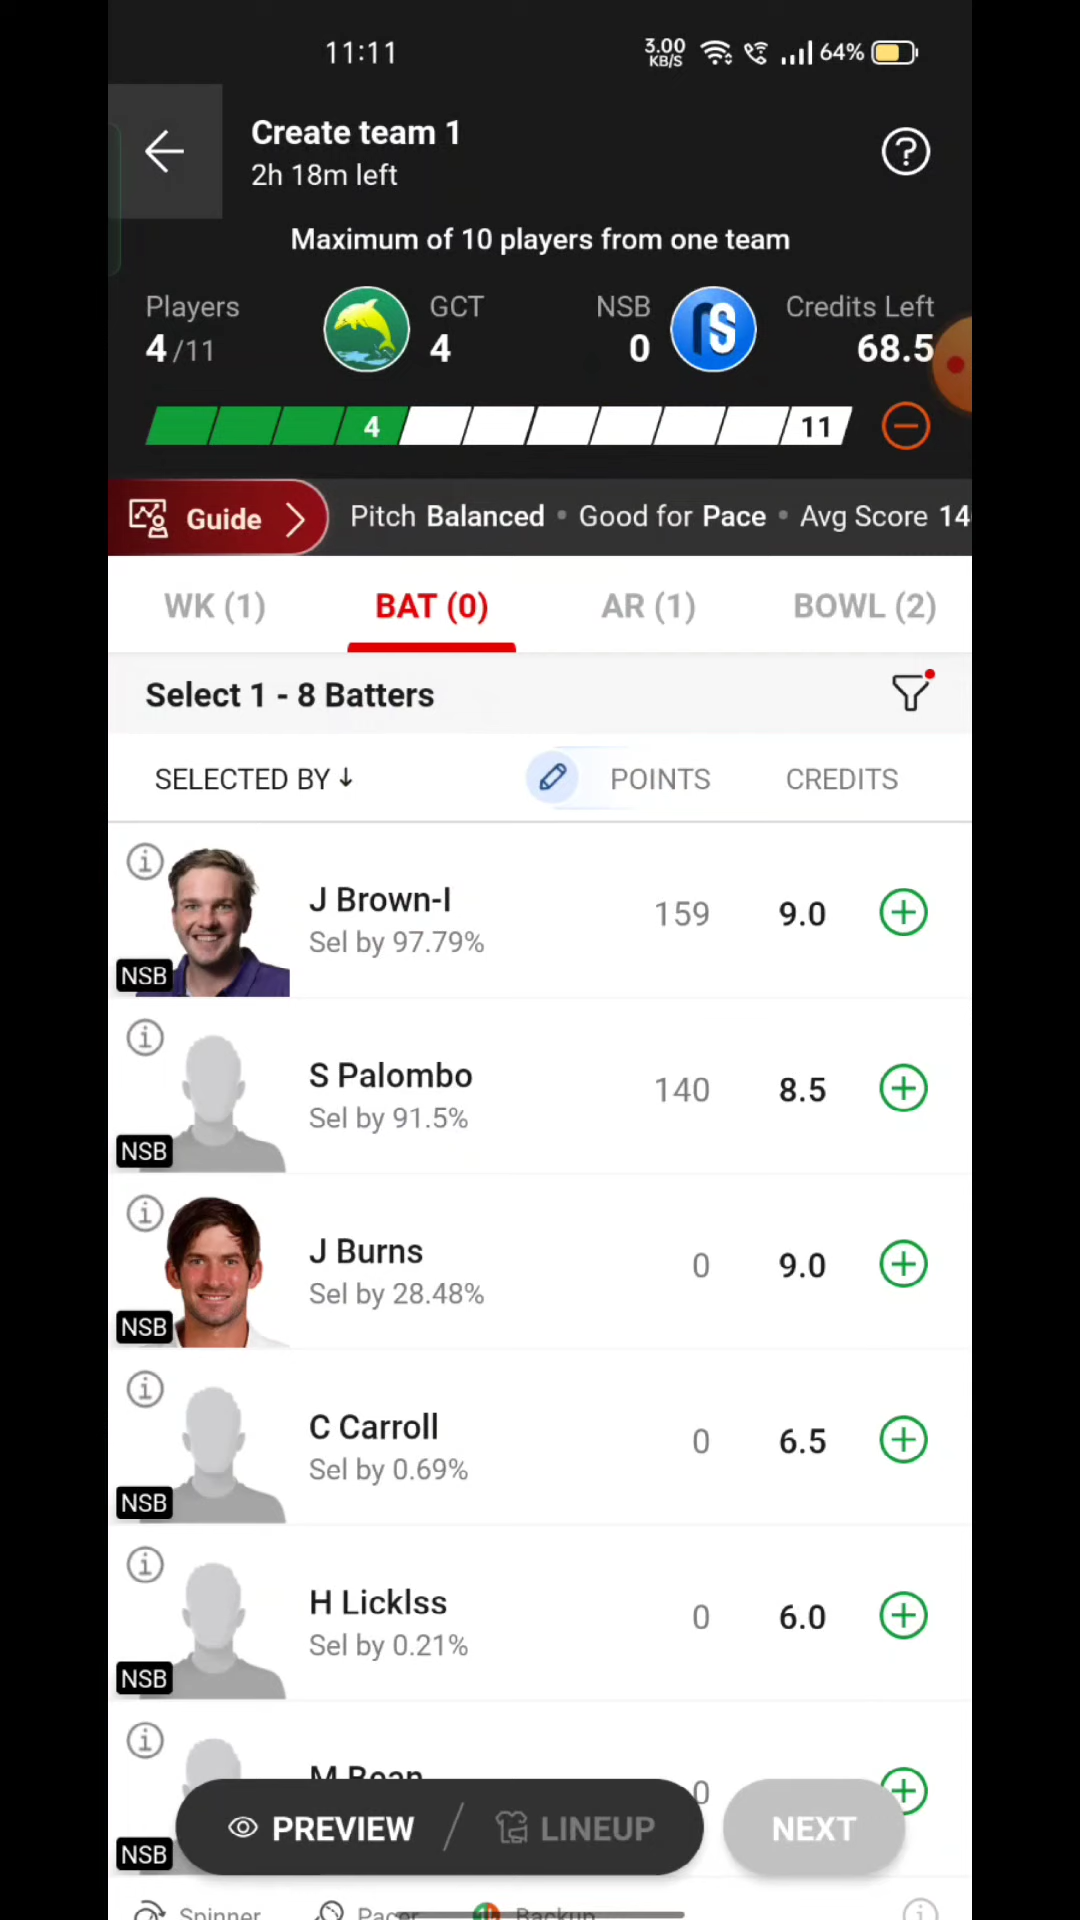 11:11
3.00 KB/S
64%
Create team 1
2h 18m left
Maximum of 10 players from one team
Players
4 /11
GCT
4
NSB
0
Credits Left
68.5
4
11
Guide
Pitch Balanced • Good for Pace • Avg Score 14
WK (1)
BAT (0)
AR (1)
BOWL (2)
Select 1 - 8 Batters
SELECTED BY ↓
POINTS
CREDITS
J Brown-I
Sel by 97.79%
159
9.0
NSB
S Palombo
Sel by 91.5%
140
8.5
NSB
J Burns
Sel by 28.48%
0
9.0
NSB
C Carroll
Sel by 0.69%
0
6.5
NSB
H Licklss
Sel by 0.21%
0
6.0
NSB
M Bean
0
NSB
PREVIEW / LINEUP
NEXT
Spinner
Pacer
Backup